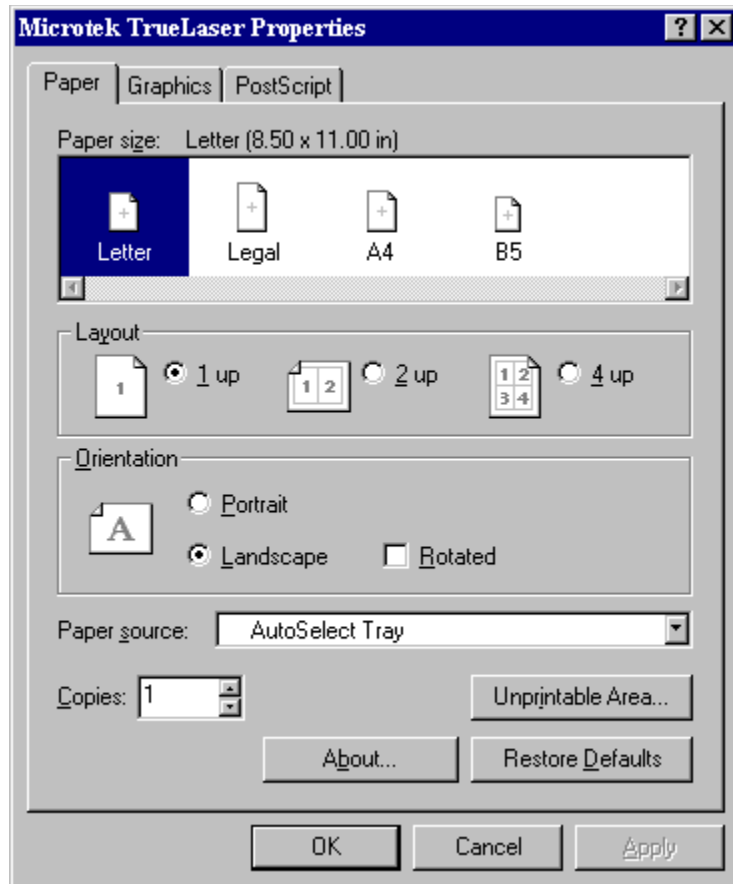 Microtek TrueLaser Properties ? X
Paper Graphics PostScript
Paper size: Letter (8.50 x 11.00 in)
Letter Legal A4 B5
Layout
1 1 up 1 2 2 up 1 2 3 4 4 up
Orientation
A
Portrait
Landscape Rotated
Paper source: AutoSelect Tray
Copies: 1 Unprintable Area...
About... Restore Defaults
OK Cancel Apply